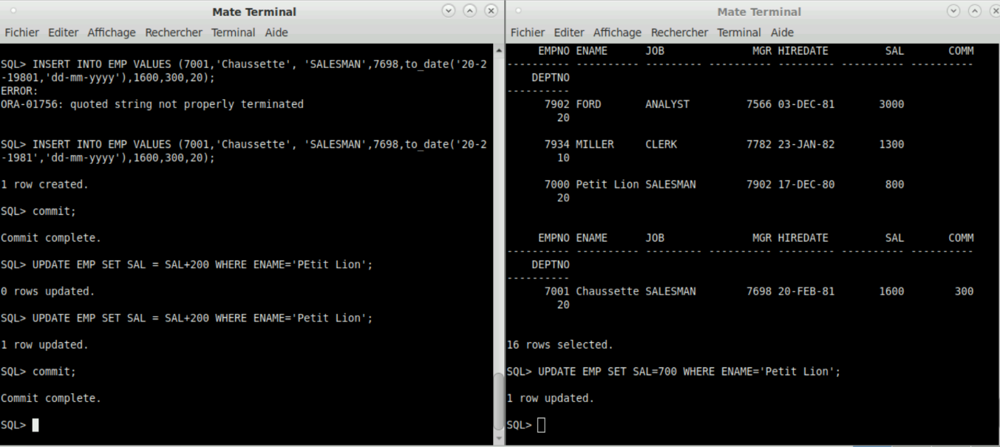 Mate Terminal
Fichier Editer Affichage Rechercher Terminal Aide
SQL> INSERT INTO EMP VALUES (7001,'Chaussette', 'SALESMAN',7698,to_date('20-2
-19801,'dd-mm-yyyy'),1600,300,20);
ERROR:
ORA-01756: quoted string not properly terminated
SQL> INSERT INTO EMP VALUES (7001,'Chaussette', 'SALESMAN',7698,to_date('20-2
-1981','dd-mm-yyyy'),1600,300,20);
1 row created.
SQL> commit;
Commit complete.
SQL> UPDATE EMP SET SAL = SAL+200 WHERE ENAME='PEtit Lion';
0 rows updated.
SQL> UPDATE EMP SET SAL = SAL+200 WHERE ENAME='Petit Lion';
1 row updated.
SQL> commit;
Commit complete.
SQL>
Mate Terminal
Fichier Editer Affichage Rechercher Terminal Aide
EMPNO ENAME JOB MGR HIREDATE SAL COMM
---------- ---------- --------- ---------- --------- ---------- ----------
DEPTNO
----------
7902 FORD ANALYST 7566 03-DEC-81 3000
20
7934 MILLER CLERK 7782 23-JAN-82 1300
10
7000 Petit Lion SALESMAN 7902 17-DEC-80 800
20
EMPNO ENAME JOB MGR HIREDATE SAL COMM
---------- ---------- --------- ---------- --------- ---------- ----------
DEPTNO
----------
7001 Chaussette SALESMAN 7698 20-FEB-81 1600 300
20
16 rows selected.
SQL> UPDATE EMP SET SAL=700 WHERE ENAME='Petit Lion';
1 row updated.
SQL>